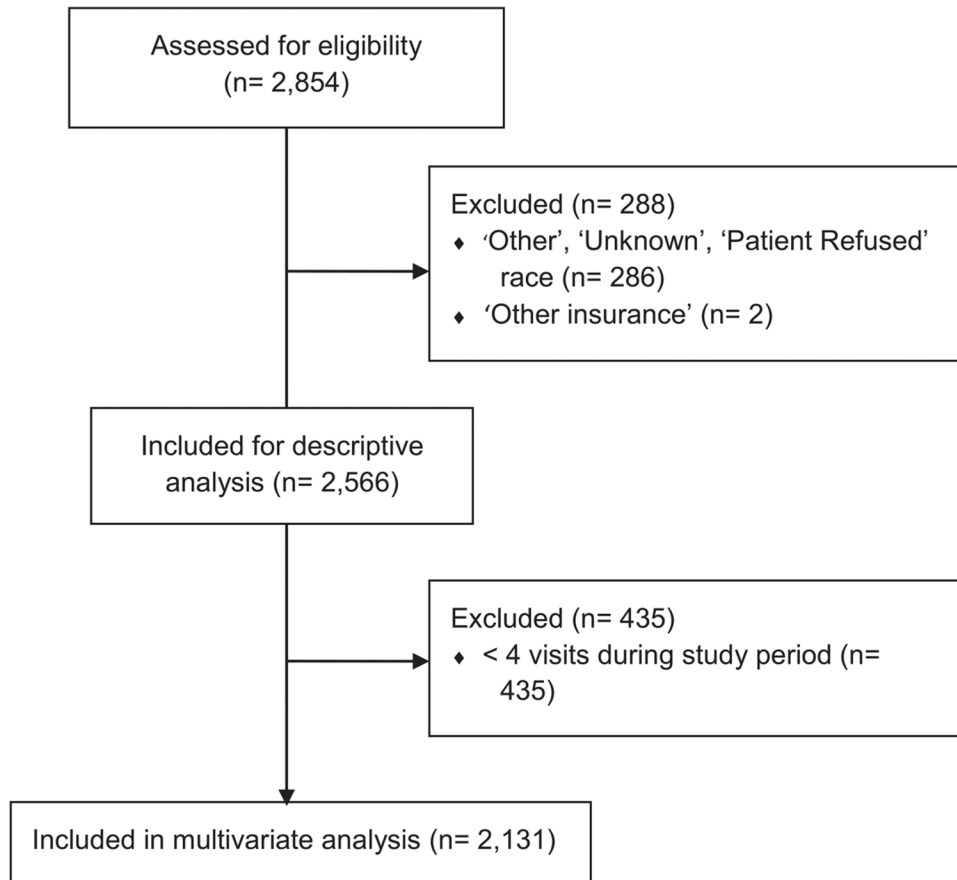 Assessed for eligibility
(n= 2,854)
Excluded (n= 288)
♦ ‘Other’, ‘Unknown’, ‘Patient Refused’
race (n= 286)
♦ ‘Other insurance’ (n= 2)
Included for descriptive
analysis (n= 2,566)
Excluded (n= 435)
♦ < 4 visits during study period (n=
435)
Included in multivariate analysis (n= 2,131)